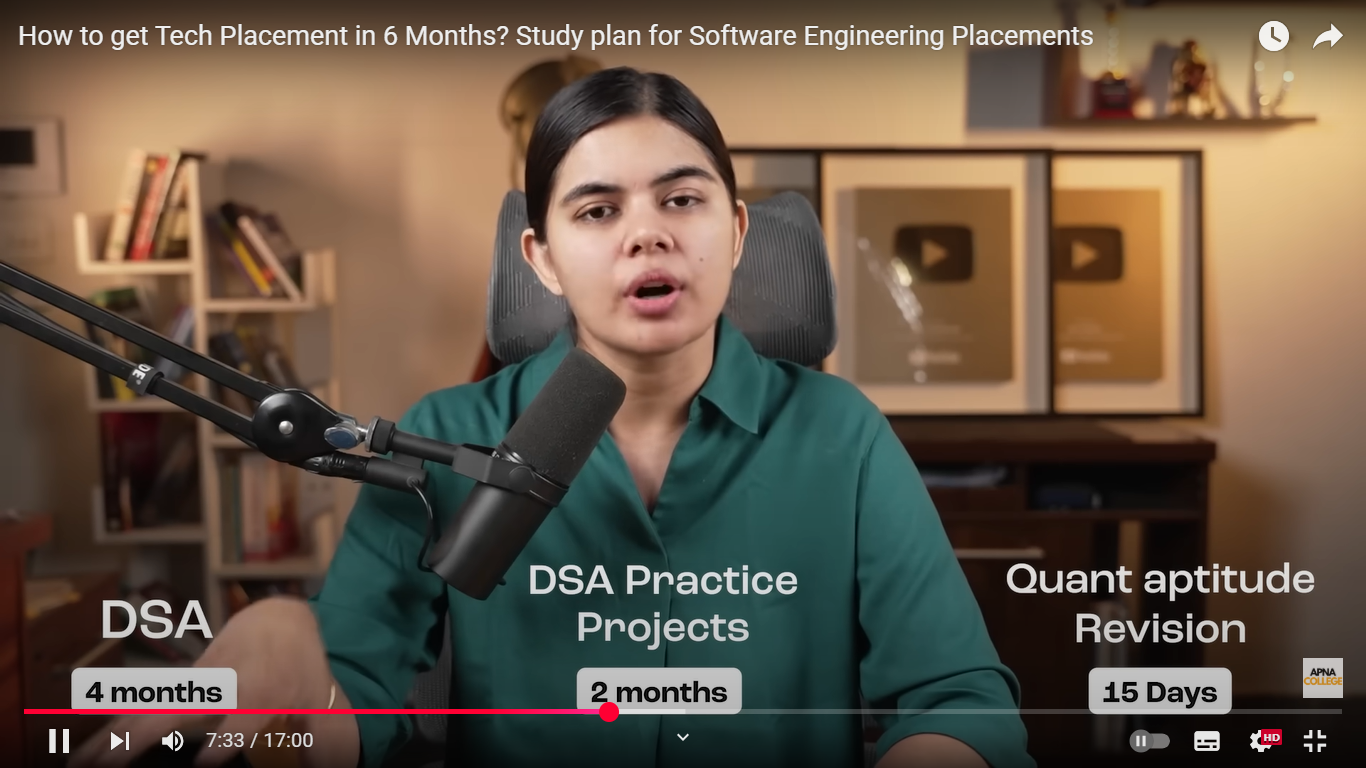 How to get Tech Placement in 6 Months? Study plan for Software Engineering Placements
DSA
4 months
DSA Practice
Projects
2 months
Quant aptitude
Revision
15 Days
APNA
COLLEGE
7:33 / 17:00
HD